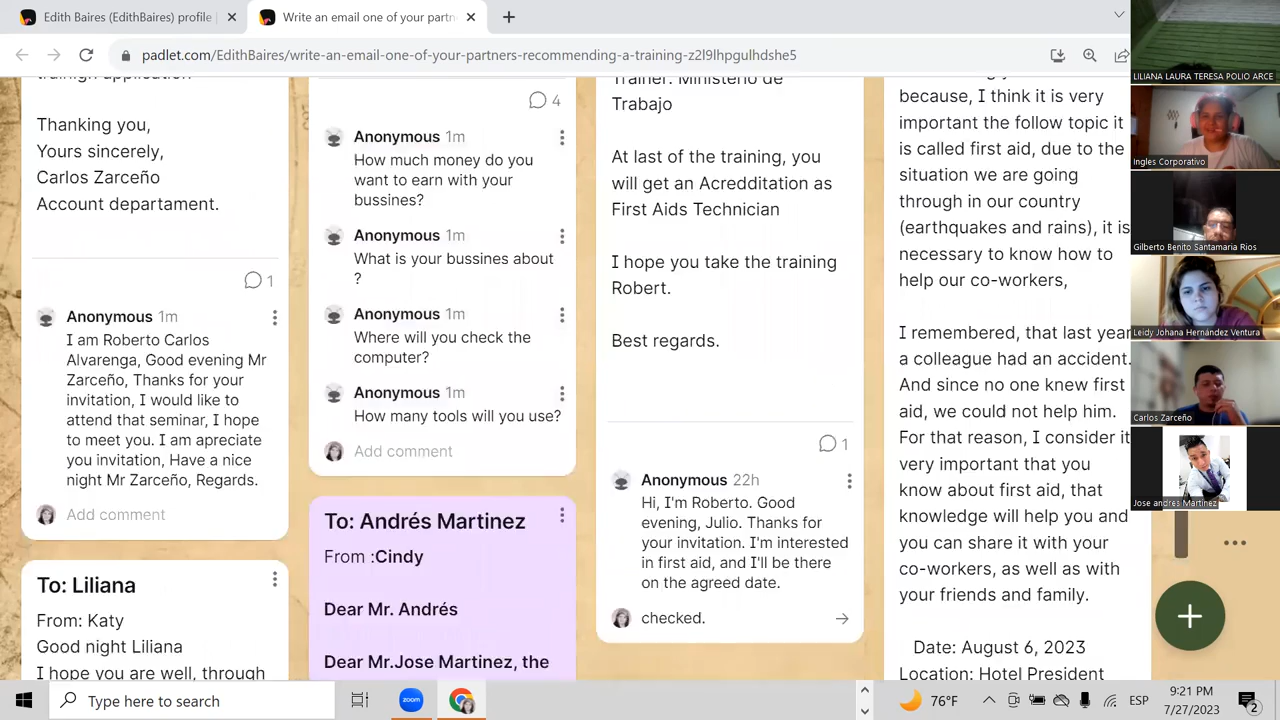 Edith Baires (EdithBaires) profile |
Write an email one of your partn
padlet.com/EdithBaires/write-an-email-one-of-your-partners-recommending-a-training-z2l9lhpgulhdshe5
Thanking you,
Yours sincerely,
Carlos Zarceño
Account departament.
1
Anonymous 1m
I am Roberto Carlos
Alvarenga, Good evening Mr
Zarceño, Thanks for your
invitation, I would like to
attend that seminar, I hope
to meet you. I am apreciate
you invitation, Have a nice
night Mr Zarceño, Regards.
Add comment
To: Liliana
From: Katy
Good night Liliana
I hope you are well, through
4
Anonymous 1m
How much money do you
want to earn with your
bussines?
Anonymous 1m
What is your bussines about
?
Anonymous 1m
Where will you check the
computer?
Anonymous 1m
How many tools will you use?
Add comment
To: Andrés Martinez
From :Cindy
Dear Mr. Andrés
Dear Mr.Jose Martinez, the
Trainer: Ministerio de
Trabajo
At last of the training, you
will get an Acredditation as
First Aids Technician
I hope you take the training
Robert.
Best regards.
1
Anonymous 22h
Hi, I'm Roberto. Good
evening, Julio. Thanks for
your invitation. I'm interested
in first aid, and I'll be there
on the agreed date.
checked.
because, I think it is very
important the follow topic it
is called first aid, due to the
situation we are going
through in our country
(earthquakes and rains), it is
necessary to know how to
help our co-workers,
I remembered, that last year
a colleague had an accident.
And since no one knew first
aid, we could not help him.
For that reason, I consider it
very important that you
know about first aid, that
knowledge will help you and
you can share it with your
co-workers, as well as with
your friends and family.
Date: August 6, 2023
Location: Hotel President
LILIANA LAURA TERESA POLIO ARCE
Ingles Corporativo
Gilberto Benito Santamaria Rios
Leidy Johana Hernández Ventura
Carlos Zarceño
Jose andres Martinez
Type here to search
zoom
76°F
ESP
9:21 PM
7/27/2023
2